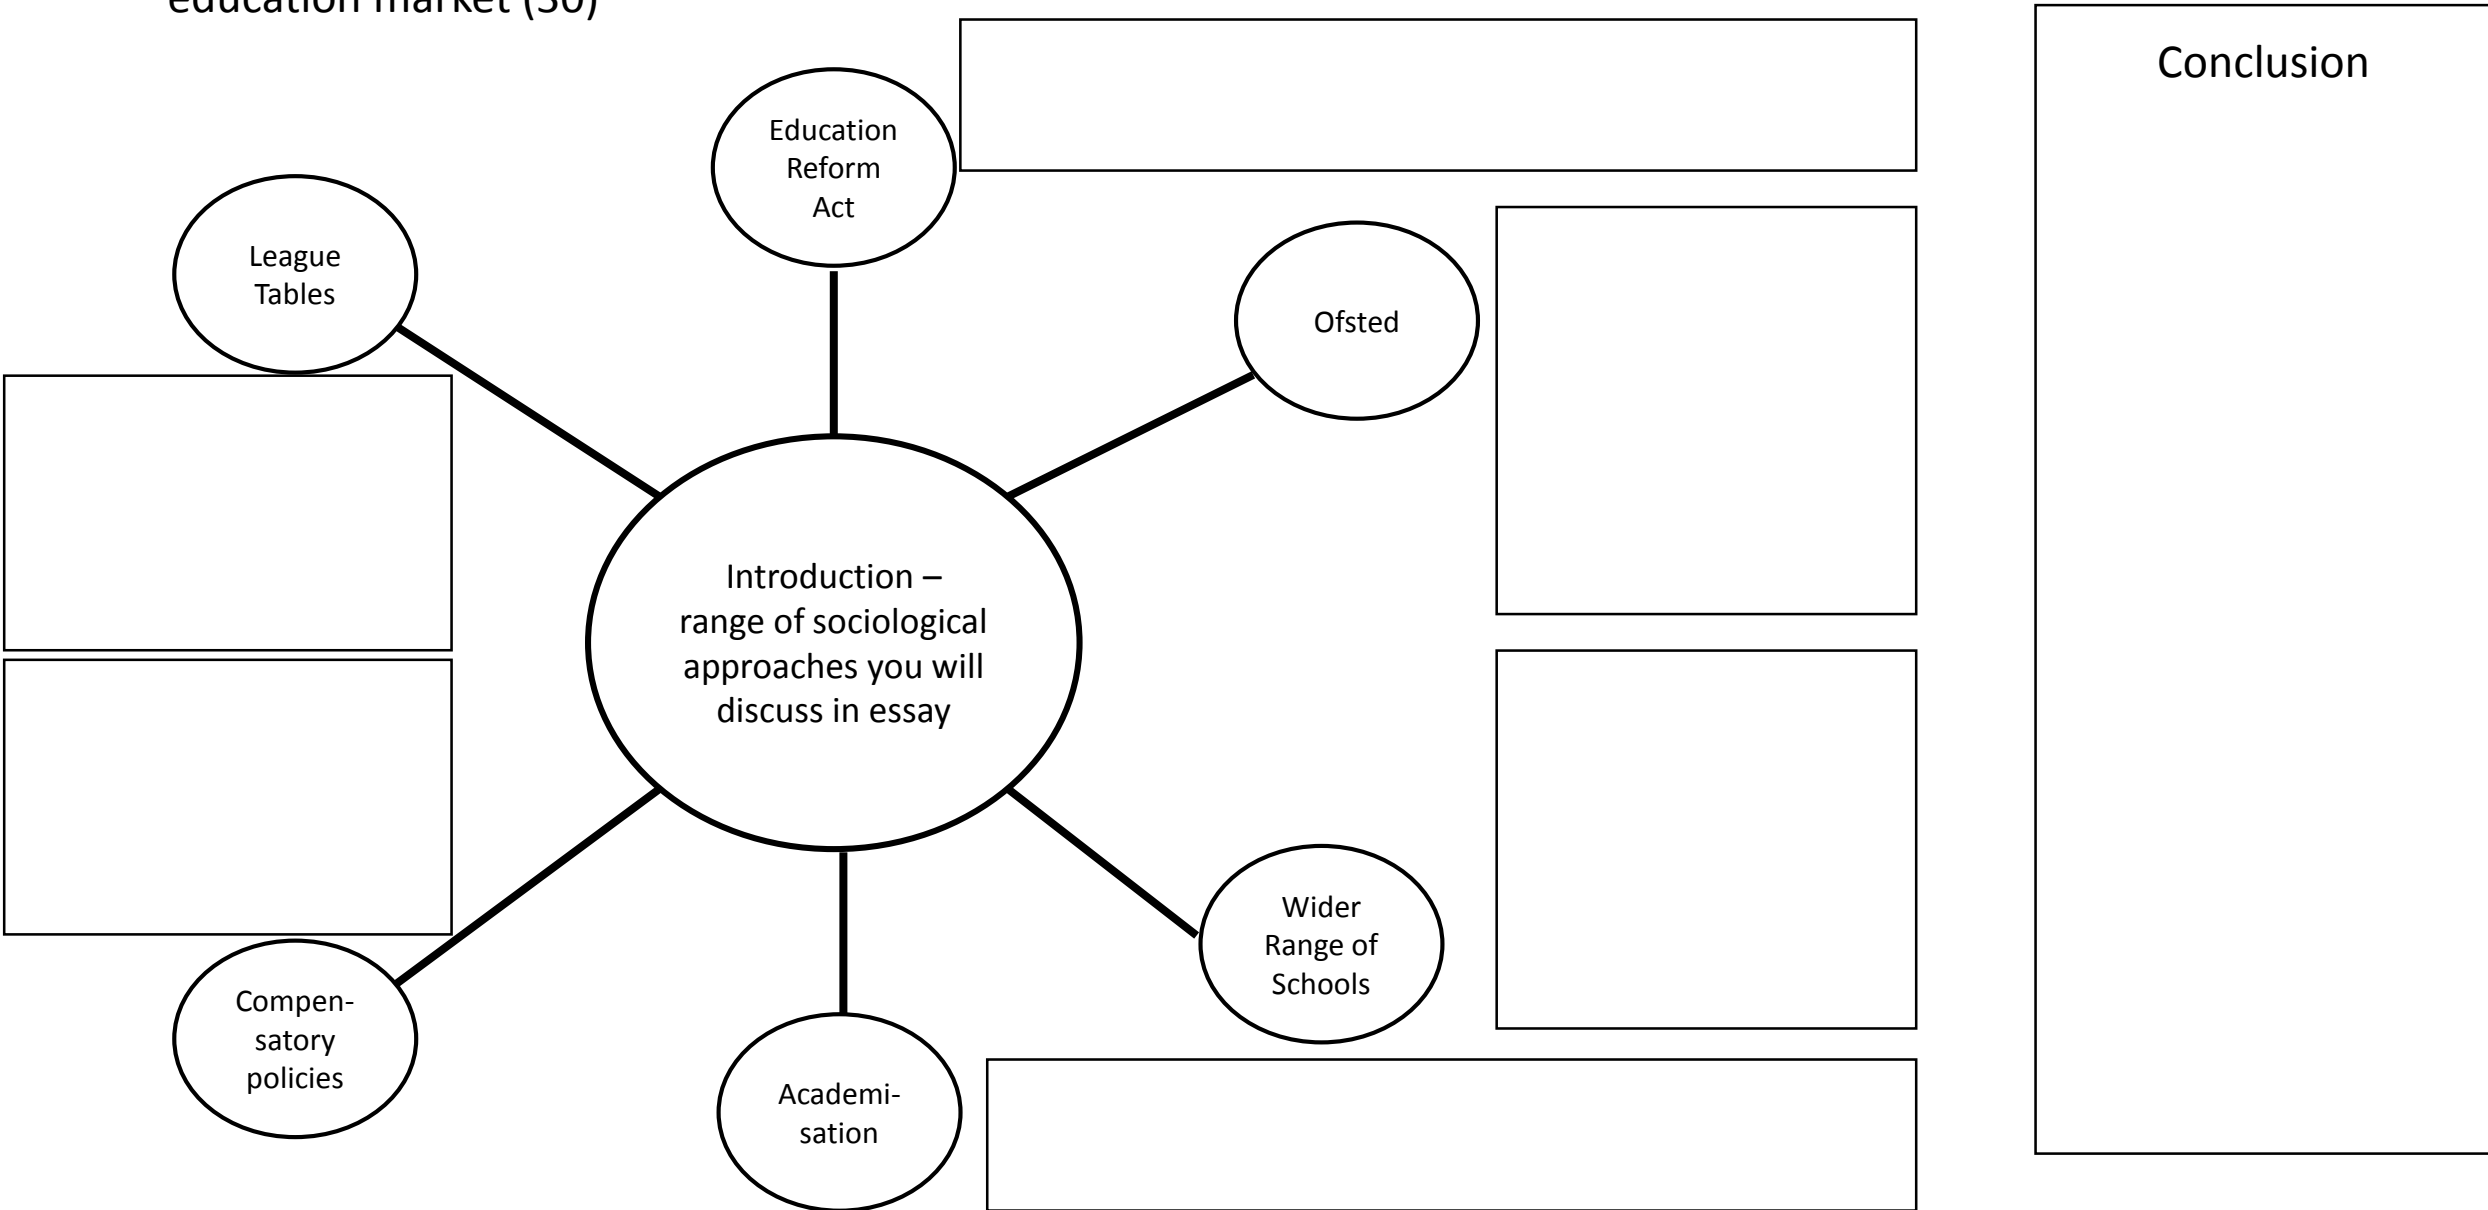 education market (30)
Conclusion
Education
Reform
Act
League
Tables
Ofsted
Introduction –
range of sociological
approaches you will
discuss in essay
Wider
Range of
Schools
Compen-
satory
policies
Academi-
sation